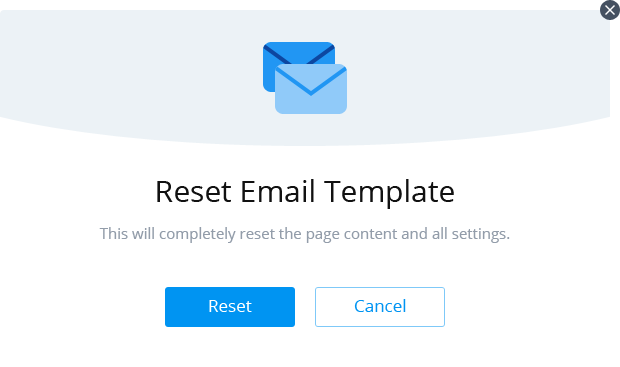 Reset Email Template
This will completely reset the page content and all settings.
Reset
Cancel